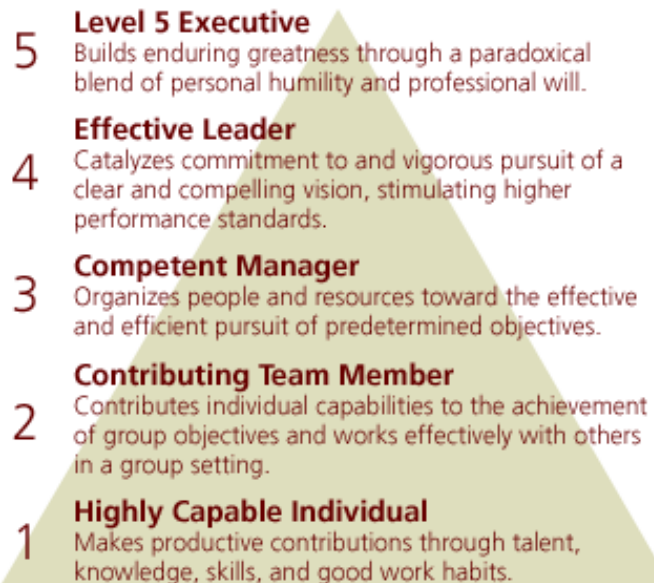 5
Level 5 Executive
Builds enduring greatness through a paradoxical
blend of personal humility and professional will.
4
Effective Leader
Catalyzes commitment to and vigorous pursuit of a
clear and compelling vision, stimulating higher
performance standards.
3
Competent Manager
Organizes people and resources toward the effective
and efficient pursuit of predetermined objectives.
2
Contributing Team Member
Contributes individual capabilities to the achievement
of group objectives and works effectively with others
in a group setting.
1
Highly Capable Individual
Makes productive contributions through talent,
knowledge, skills, and good work habits.